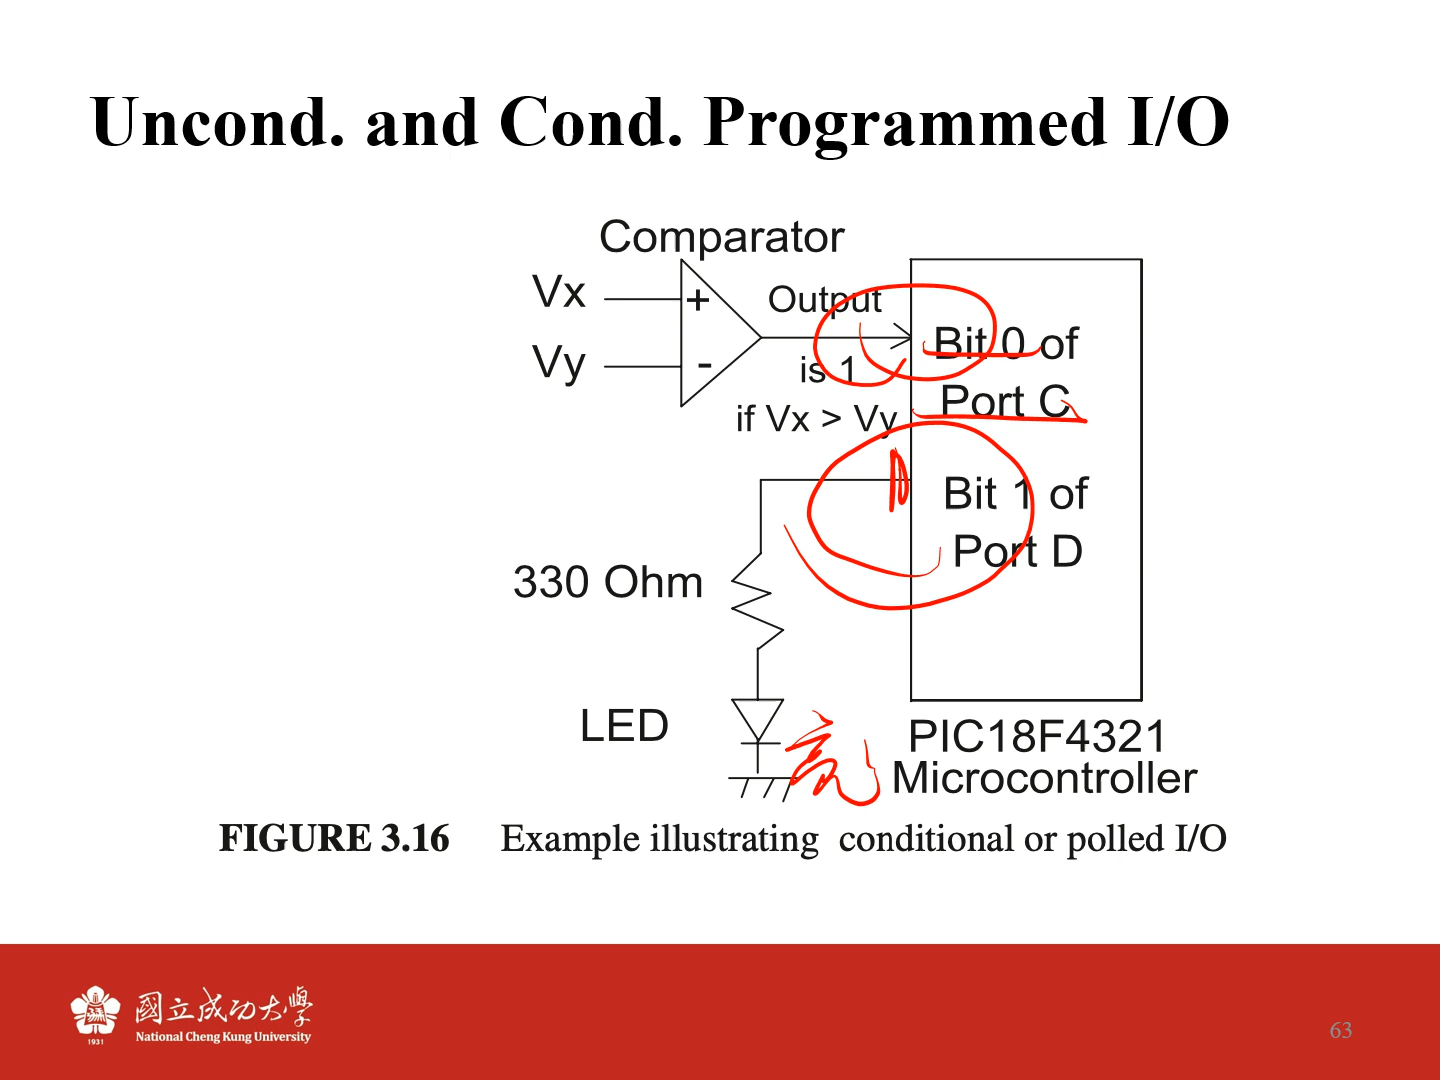 Uncond. and Cond. Programmed I/O
Comparator
Vx
+
Output
Vy
-
is 1
if Vx > Vy
Bit 0 of
Port C
Bit 1 of
Port D
330 Ohm
LED
亮
PIC18F4321
Microcontroller
FIGURE 3.16 Example illustrating conditional or polled I/O
1931
國立成功大學
National Cheng Kung University
63